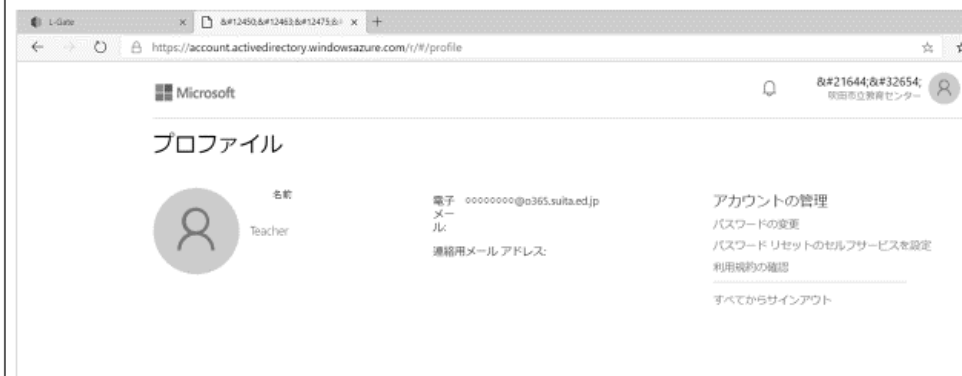 L-Gate
&#12450;&#12463;&#12475;&#
https://account.activedirectory.windowsazure.com/r/#/profile
Microsoft
&#21644;&#32654;
吹田市立教育センター
プロファイル
名前
Teacher
電子メール:
oooooooo@o365.suita.ed.jp
連絡用メール アドレス:
アカウントの管理
パスワードの変更
パスワード リセットのセルフサービスを設定
利用規約の確認
すべてからサインアウト